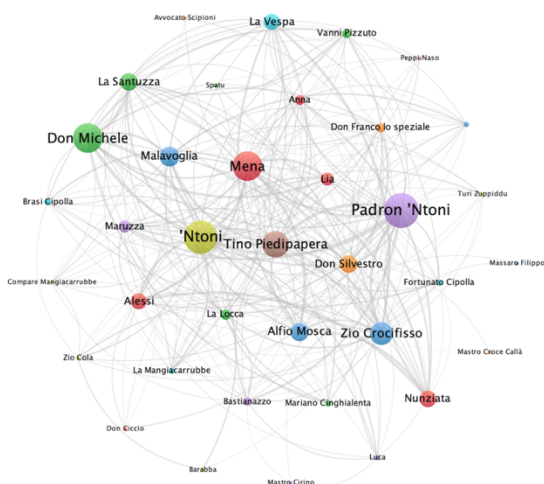 Avvocato Scipioni
La Vespa
Vanni Pizzuto
Peppi Naso
La Santuzza
Spatu
Anna
Don Franco lo speziale
Don Michele
Malavoglia
Mena
Lia
Turi Zuppiddu
Brasi Cipolla
Padron 'Ntoni
Maruzza
'Ntoni
Tino Piedipapera
Don Silvestro
Massaro Filippo
Compare Mangiacarrubbe
Fortunato Cipolla
Alessi
La Locca
Alfio Mosca
Zio Crocifisso
Mastro Croce Callà
Zio Cola
La Mangiacarrubbe
Bastianazzo
Mariano Cinghialenta
Nunziata
Don Ciccio
Luca
Barabba
Mastro Cirino